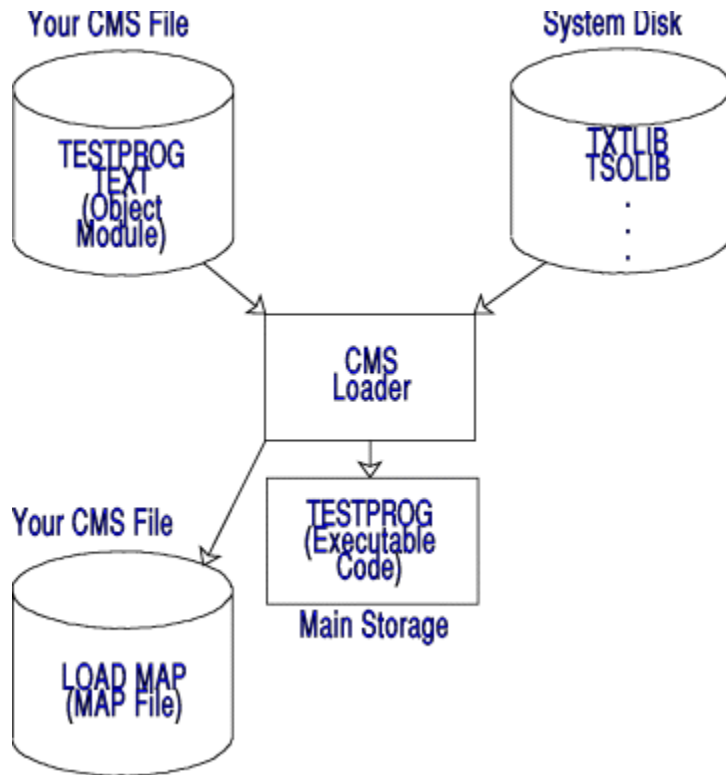 Your CMS File
System Disk
TESTPROG
TEXT
(Object
Module)
TXTLIB
TSOLIB
.
.
.
CMS
Loader
Your CMS File
TESTPROG
(Executable
Code)
Main Storage
LOAD MAP
(MAP File)